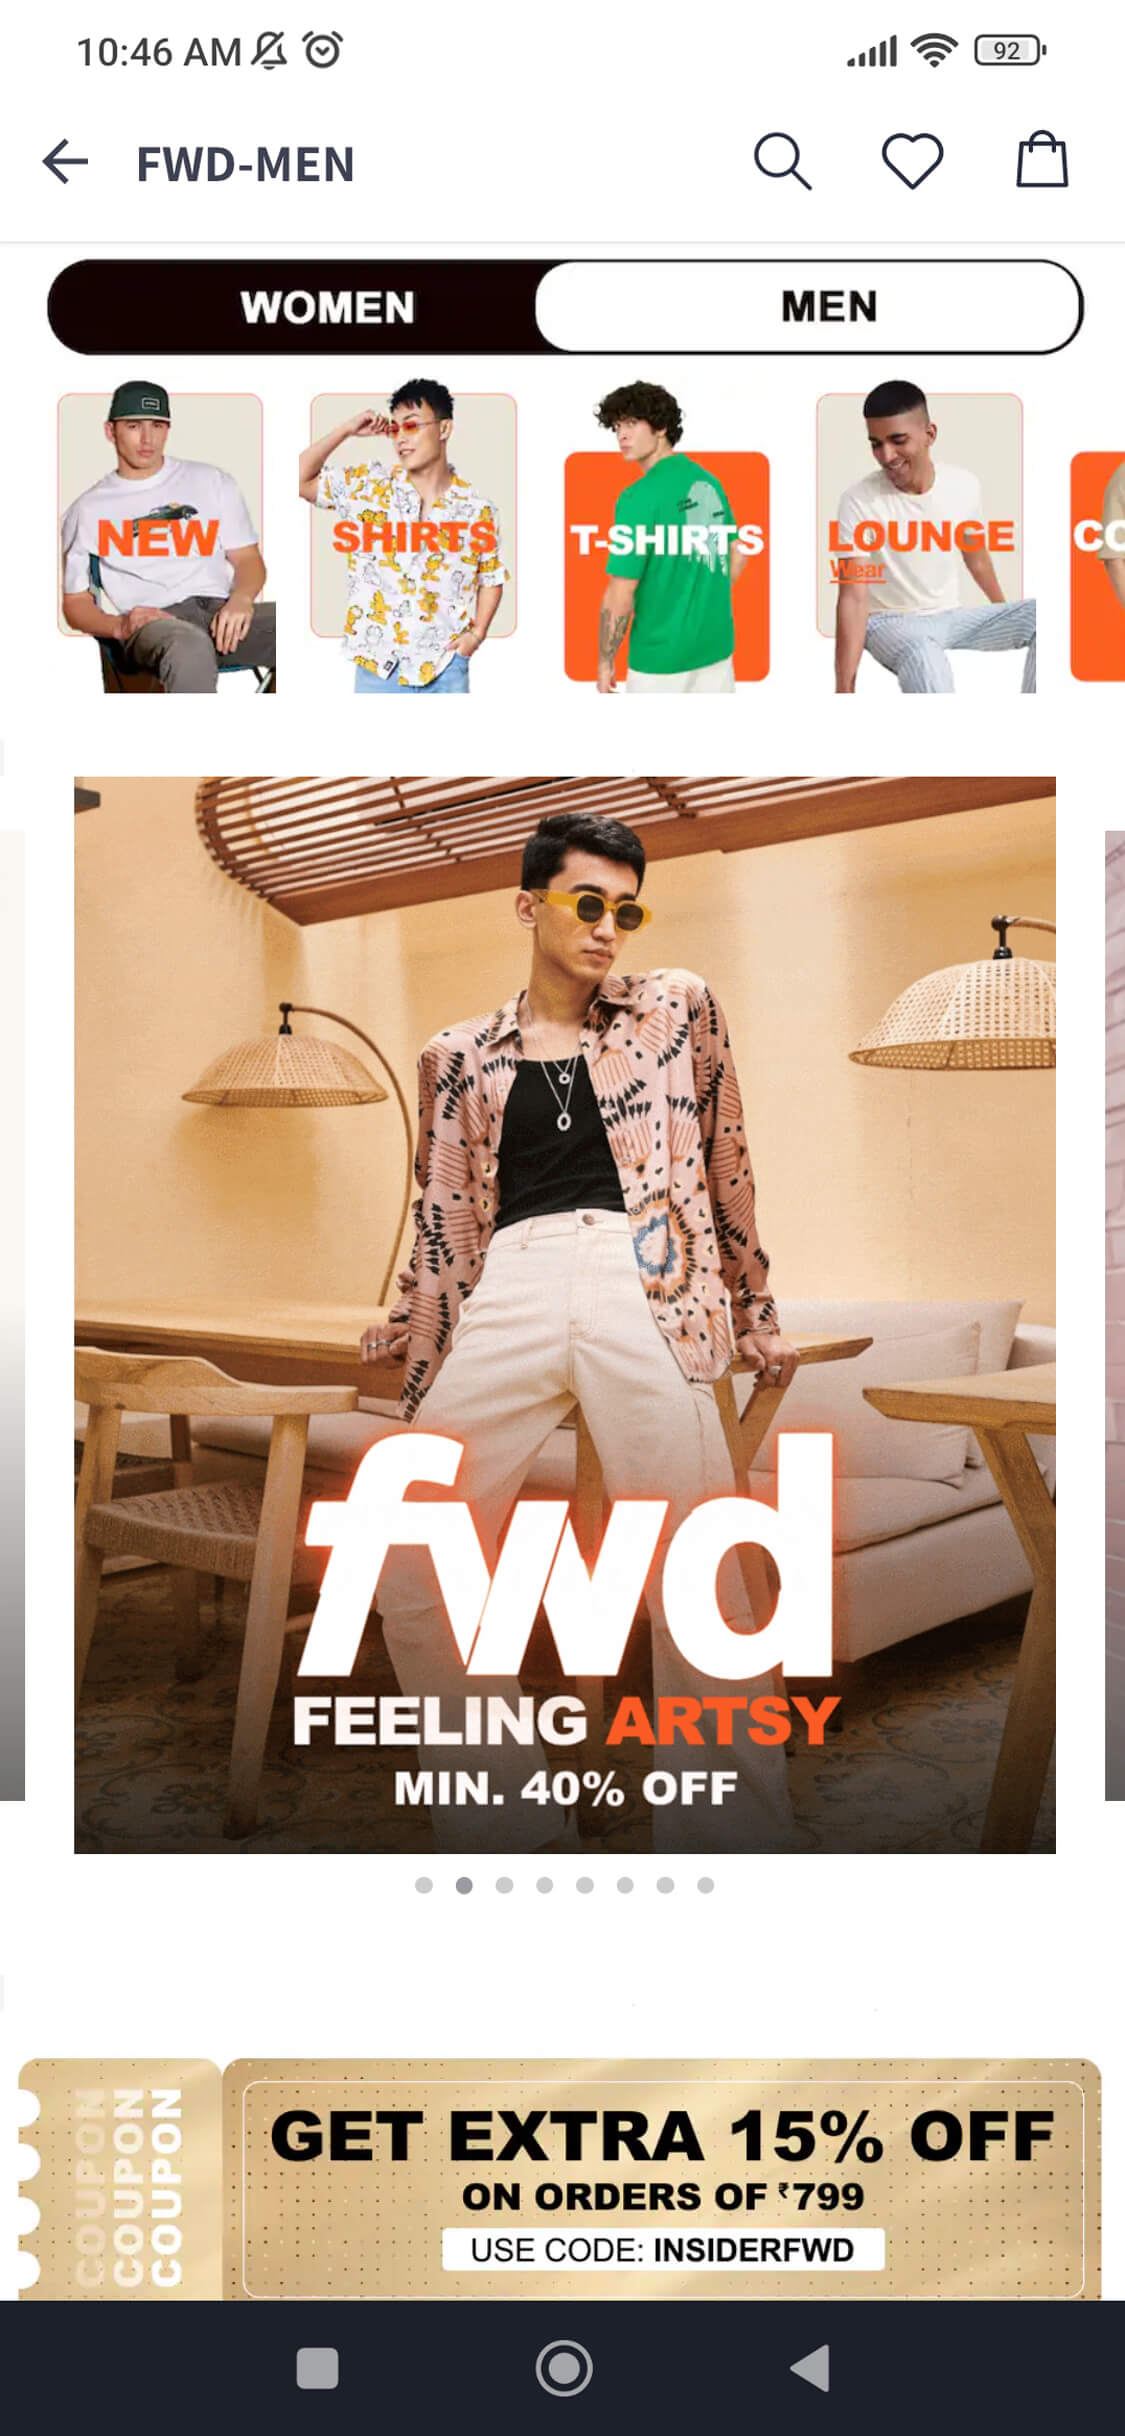 10:46 AM
92
FWD-MEN
WOMEN
MEN
NEW
SHIRTS
T-SHIRTS
LOUNGE
Wear
CO
fwd
FEELING ARTSY
MIN. 40% OFF
COUPON
COUPON
COUPON
GET EXTRA 15% OFF
ON ORDERS OF ₹799
USE CODE: INSIDERFWD